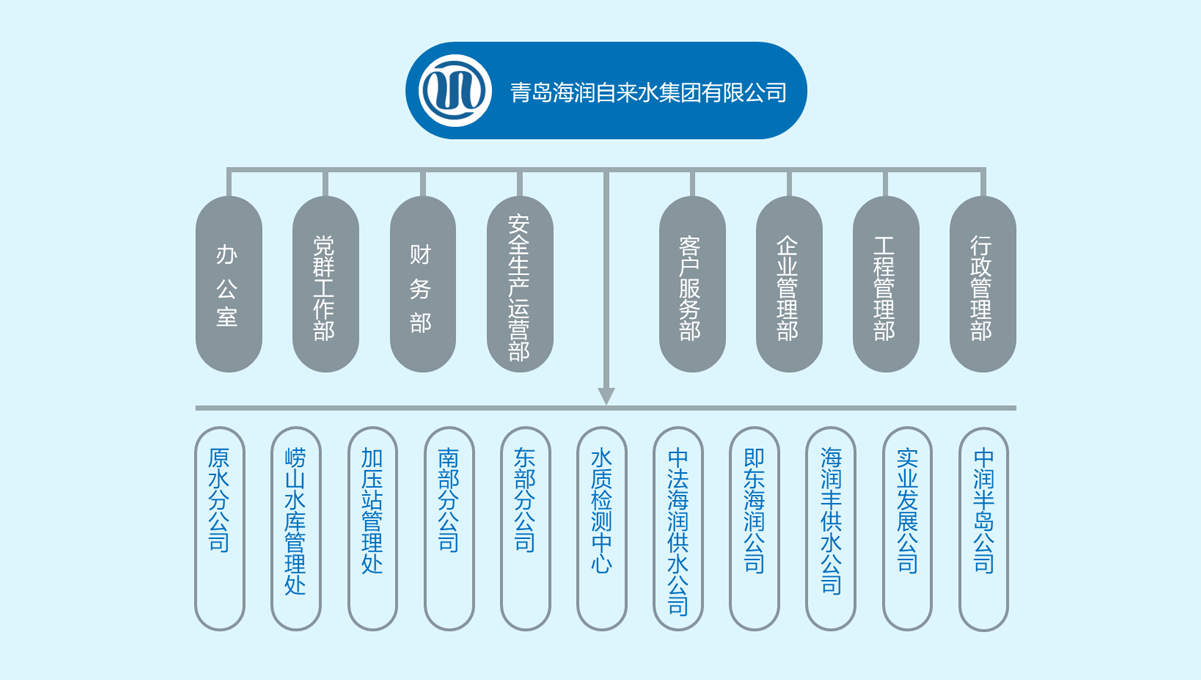 青岛海润自来水集团有限公司
办公室
党群工作部
财务部
安全生产运营部
客户服务部
企业管理部
工程管理部
行政管理部
原水分公司
崂山水库管理处
加压站管理处
南部分公司
东部分公司
水质检测中心
中法海润供水公司
即东海润公司
海润丰供水公司
实业发展公司
中润半岛公司